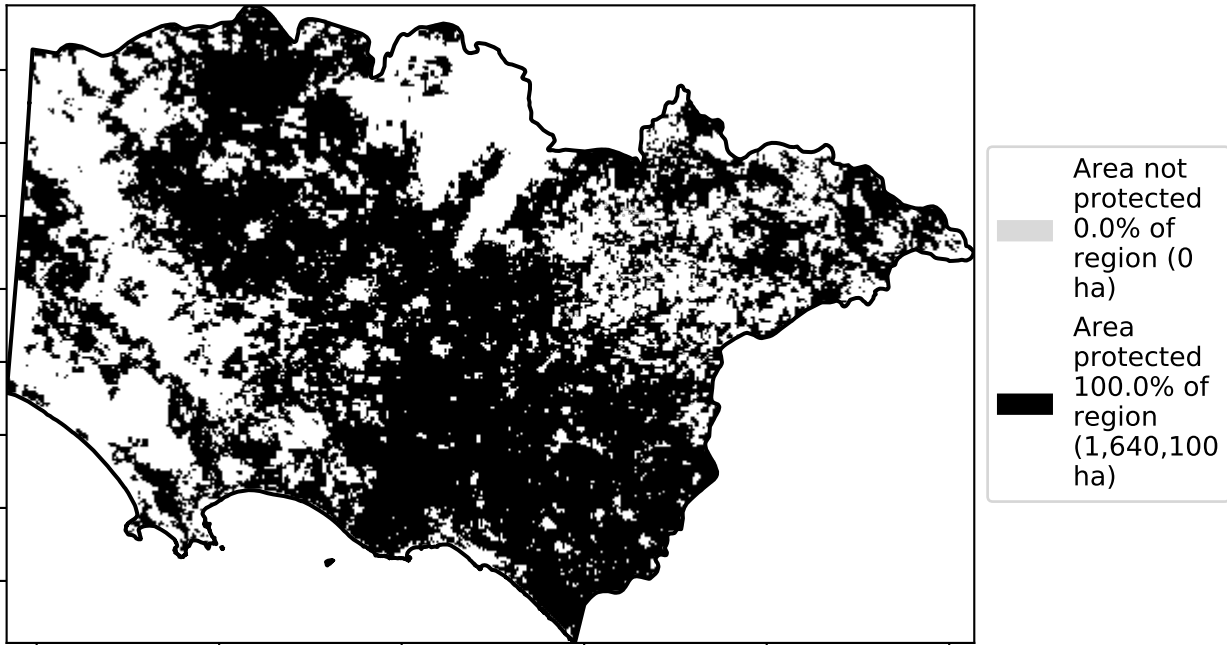 Area not
protected
0.0% of
region (0
ha)
Area
protected
100.0% of
region
(1,640,100
ha)